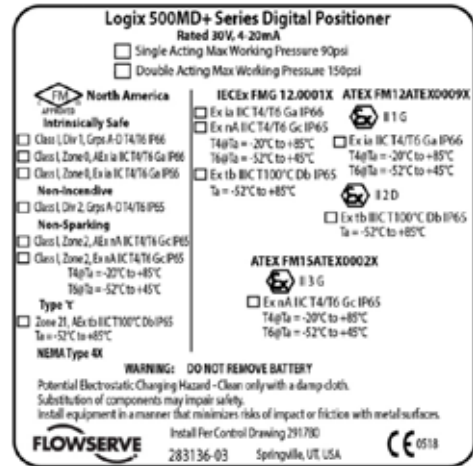 Logix 500MD+ Series Digital Positioner
Rated 30V, 4-20mA
Single Acting Max Working Pressure 90psi
Double Acting Max Working Pressure 150psi
FM
APPROVED
North America
Intrinsically Safe
Class I, Div 1, Grps A-D T4/T6 IP66
Class I, Zone 0, AEx ia IIC T4/T6 Ga IP66
Class I, Zone 0, Ex ia IIC T4/T6 Ga IP66
Non-Incendive
Class I, Div 2, Grps A-D T4/T6 IP65
Non-Sparking
Class I, Zone 2, AEx nA IIC T4/T6 Gc IP65
Class I, Zone 2, Ex nA IIC T4/T6 Gc IP65
T4@Ta = -20°C to +85°C
T6@Ta = -52°C to +45°C
Type 't'
Zone 21, AEx tb IIIC T100°C Db IP65
Ta = -52°C to +85°C
NEMA Type 4X
IECEx FMG 12.0001X
Ex ia IIC T4/T6 Ga IP66
Ex nA IIC T4/T6 Gc IP65
T4@Ta = -20°C to +85°C
T6@Ta = -52°C to +45°C
Ex tb IIIC T100°C Db IP65
Ta = -52°C to +85°C
ATEX FM12ATEX0009X
Ex II 1 G
Ex ia IIC T4/T6 Ga IP66
T4@Ta = -20°C to +85°C
T6@Ta = -52°C to +45°C
Ex II 2 D
Ex tb IIIC T100°C Db IP65
Ta = -52°C to +85°C
ATEX FM15ATEX0002X
Ex II 3 G
Ex nA IIC T4/T6 Gc IP65
T4@Ta = -20°C to +85°C
T6@Ta = -52°C to +45°C
WARNING: DO NOT REMOVE BATTERY
Potential Electrostatic Charging Hazard - Clean only with a damp cloth.
Substitution of components may impair safety.
Install equipment in a manner that minimizes risks of impact or friction with metal surfaces.
FLOWSERVE
Install Per Control Drawing 291780
283136-03 Springville, UT, USA
CE 0518